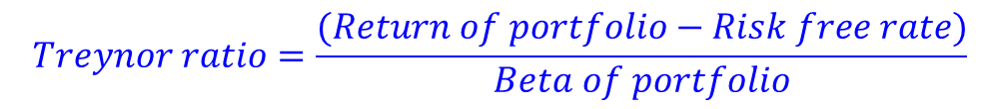 Treynor ratio = (Return of portfolio − Risk free rate) / Beta of portfolio